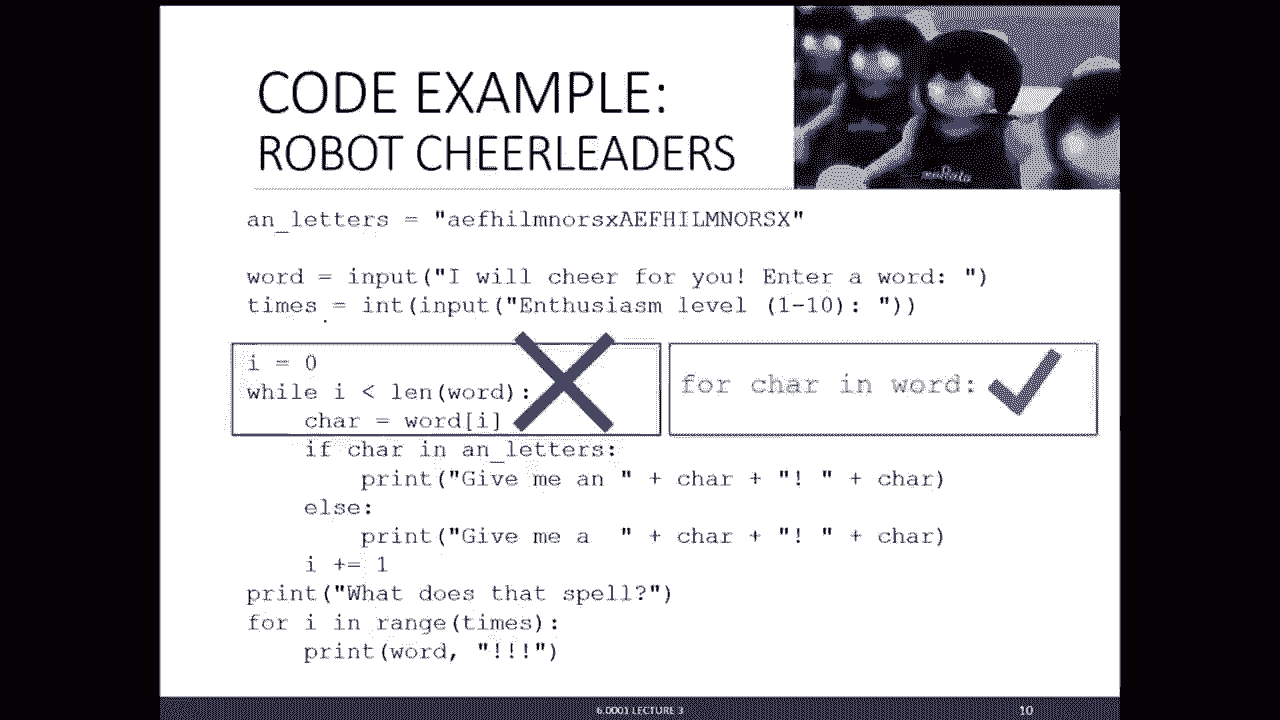 CODE EXAMPLE:
ROBOT CHEERLEADERS
an_letters = "aefhilmnorsxAEFHILMNORSX"
word = input("I will cheer for you! Enter a word: ")
times = int(input("Enthusiasm level (1-10): "))
i = 0
while i < len(word):
    char = word[i]
for char in word:
    if char in an_letters:
        print("Give me an " + char + "! " + char)
    else:
        print("Give me a  " + char + "! " + char)
    i += 1
print("What does that spell?")
for i in range(times):
    print(word, "!!!")
6.0001 LECTURE 3
10